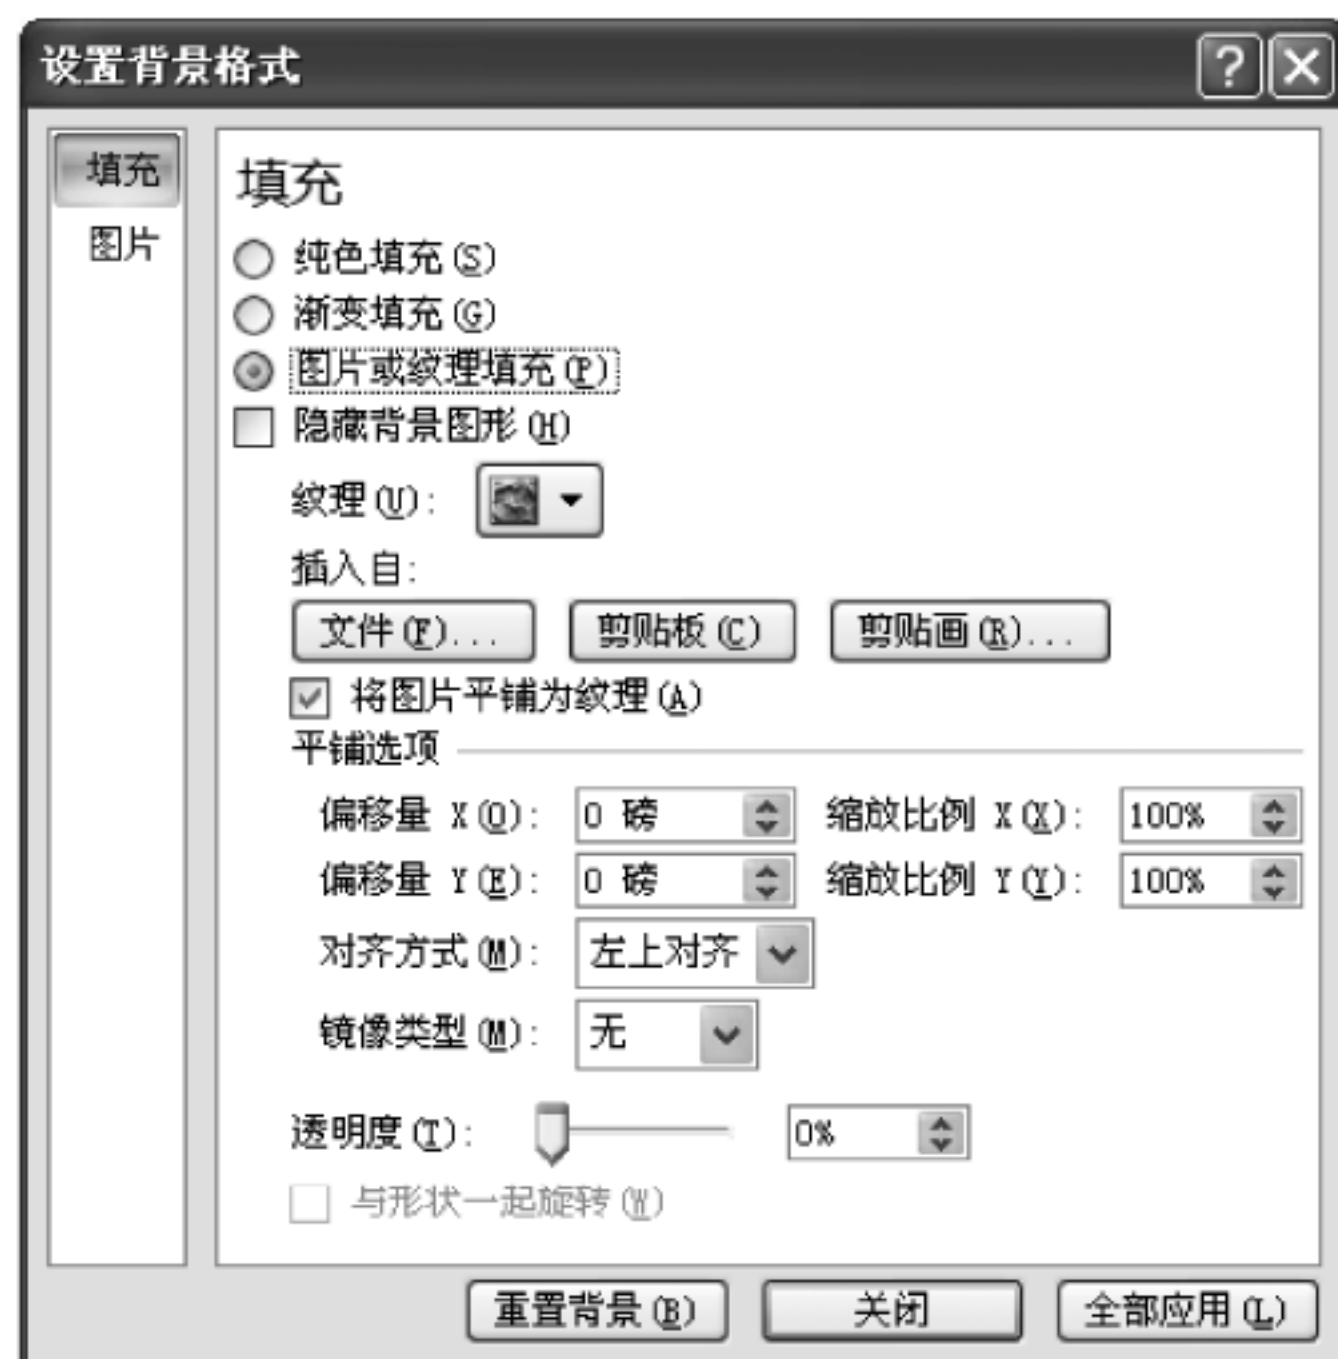 设置背景格式
填充
图片
填充
纯色填充(S)
渐变填充(G)
图片或纹理填充(P)
隐藏背景图形(H)
纹理(U):
插入自:
文件(F)... 剪贴板(C) 剪贴画(R)...
将图片平铺为纹理(A)
平铺选项
偏移量 X(O): 0 磅 缩放比例 X(X): 100%
偏移量 Y(E): 0 磅 缩放比例 Y(Y): 100%
对齐方式(M): 左上对齐
镜像类型(M): 无
透明度(T): 0%
与形状一起旋转(W)
重置背景(B) 关闭 全部应用(L)